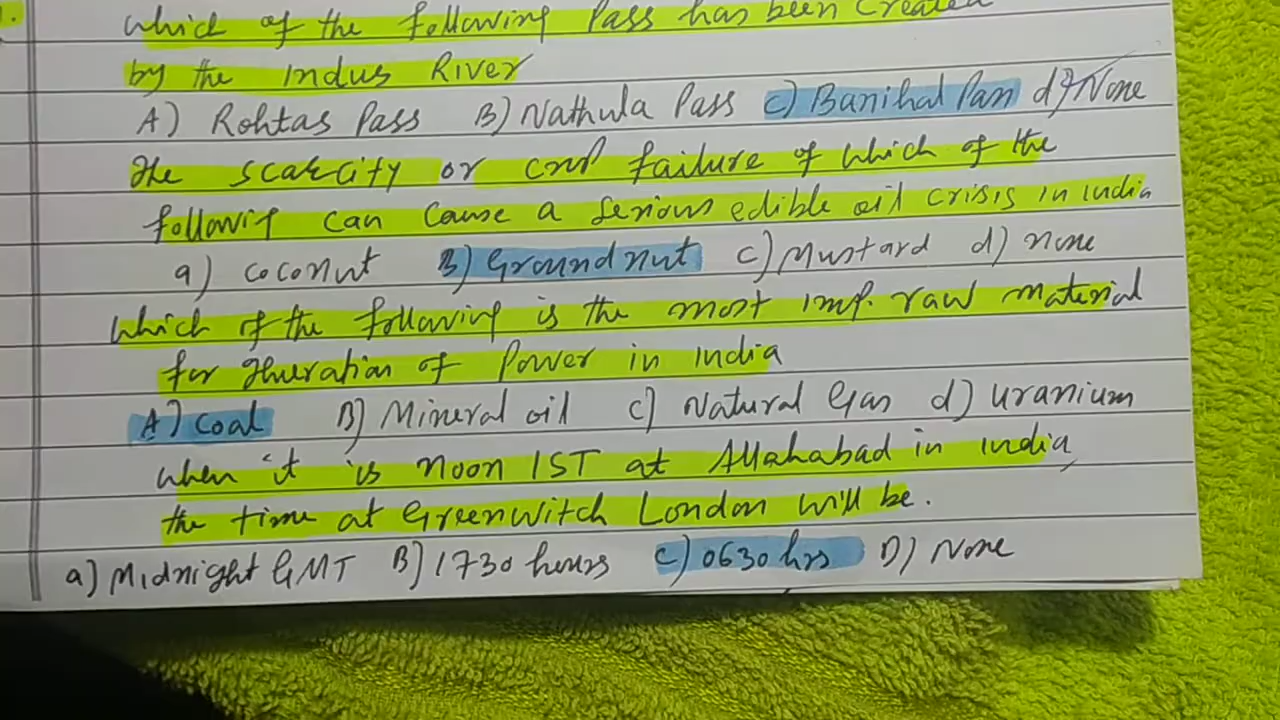 Which of the following Pass has been Created
by the Indus River
A) Rohtas Pass B) Nathula Pass C) Banihal Pass d) None
The scarcity or crop failure of which of the
following can Cause a serious edible oil crisis in india
a) coconut B) Groundnut c) Mustard d) none
Which of the following is the most imp. raw material
for generation of Power in india
A) Coal B) Mineral oil C) Natural Gas d) Uranium
When it is noon IST at Allahabad in india,
the time at Greenwitch London will be.
a) Midnight GMT B) 1730 hours C) 0630 hrs D) None